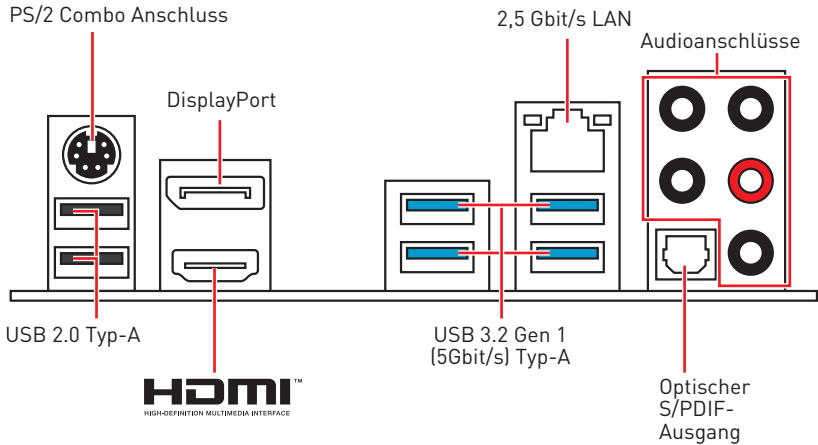 PS/2 Combo Anschluss
2,5 Gbit/s LAN
Audioanschlüsse
DisplayPort
USB 2.0 Typ-A
USB 3.2 Gen 1
(5Gbit/s) Typ-A
HDMI™
HIGH-DEFINITION MULTIMEDIA INTERFACE
Optischer
S/PDIF-
Ausgang